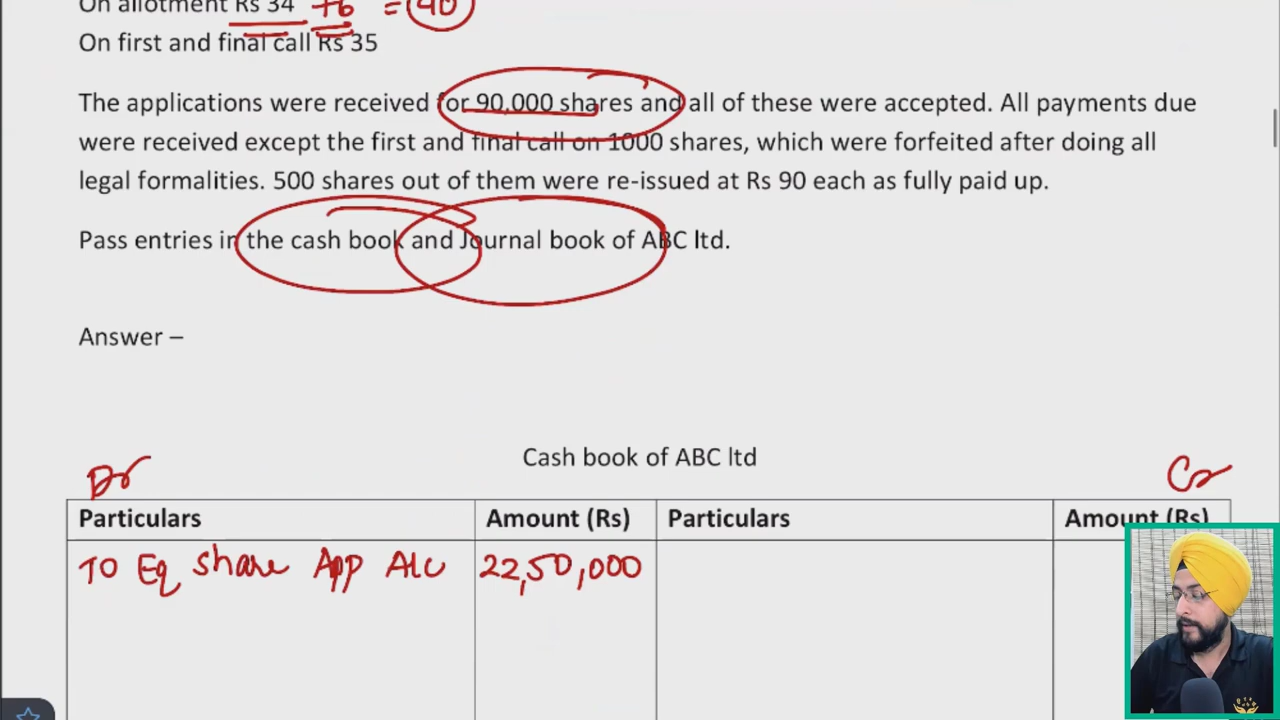 On allotment Rs 34 +6 = 40
On first and final call Rs 35
The applications were received for 90,000 shares and all of these were accepted. All payments due
were received except the first and final call on 1000 shares, which were forfeited after doing all
legal formalities. 500 shares out of them were re-issued at Rs 90 each as fully paid up.
Pass entries in the cash book and Journal book of ABC ltd.
Answer –
Cash book of ABC ltd
Dr Cr
Particulars Amount (Rs) Particulars Amount (Rs)
To Eq share App A/c 22,50,000